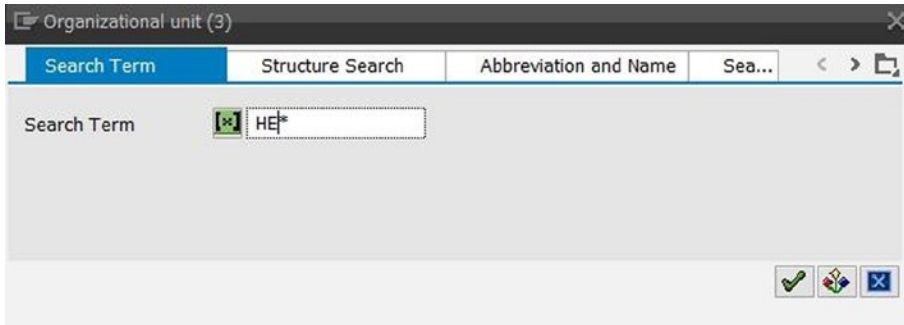 Organizational unit (3)
Search Term Structure Search Abbreviation and Name Sea...
Search Term HE*